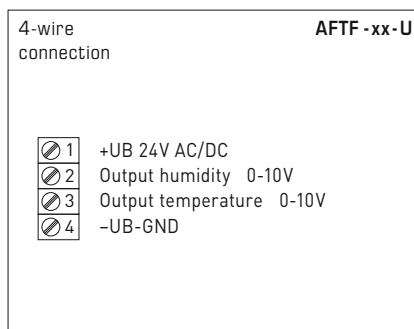 4-wire
connection
AFTF-xx-U
1 +UB 24V AC/DC
2 Output humidity 0-10V
3 Output temperature 0-10V
4 –UB-GND